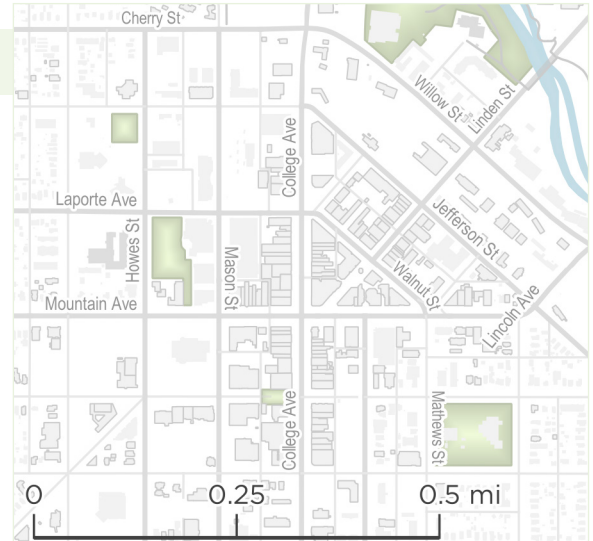 Cherry St
Willow St
Linden St
College Ave
Laporte Ave
Jefferson St
Howes St
Mason St
Walnut St
Mountain Ave
Lincoln Ave
College Ave
Mathews St
0 0.25 0.5 mi